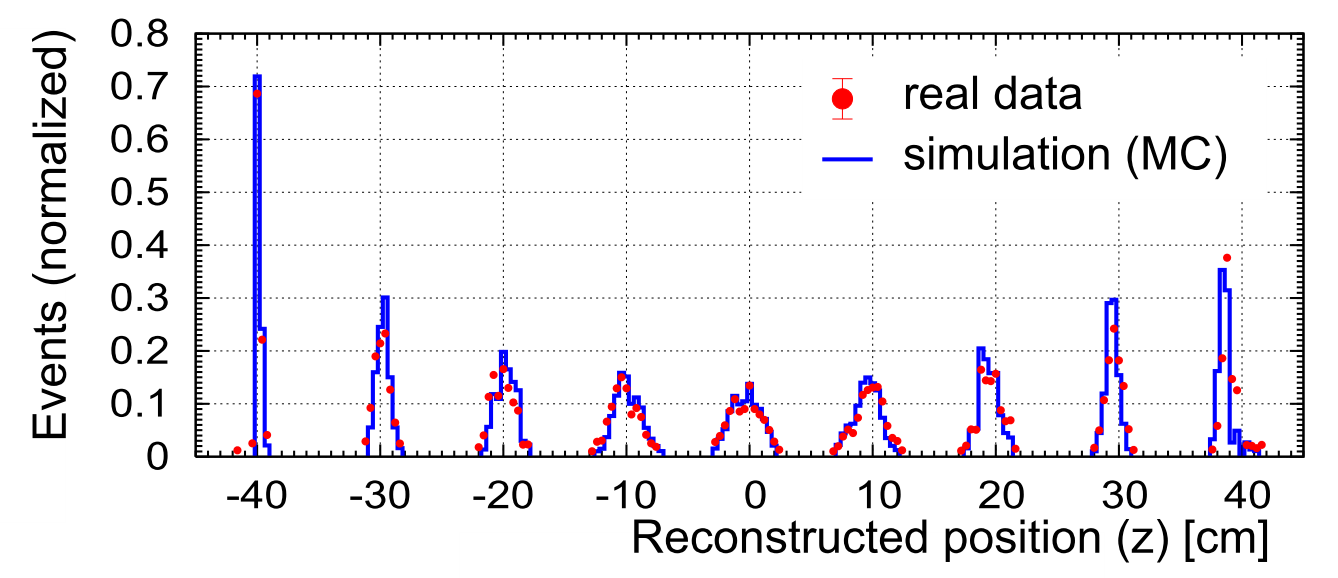 Events (normalized)
0.8
0.7
0.6
0.5
0.4
0.3
0.2
0.1
0
real data
simulation (MC)
-40 -30 -20 -10 0 10 20 30 40
Reconstructed position (z) [cm]